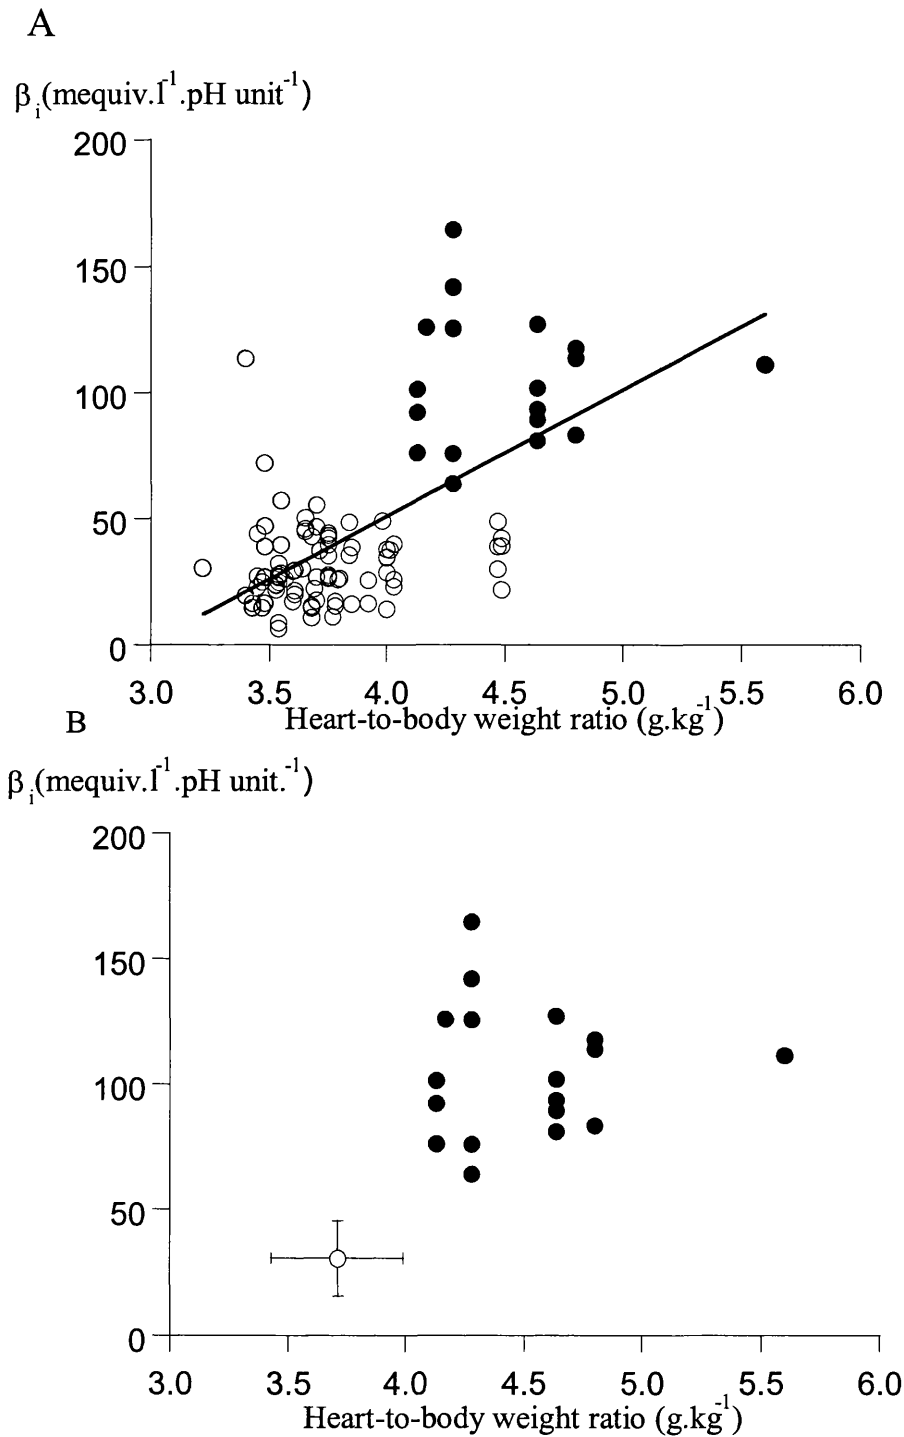 A
βi(mequiv.l-1.pH unit-1)
200
150
100
50
0
3.0 3.5 4.0 4.5 5.0 5.5 6.0
Heart-to-body weight ratio (g.kg-1)
B
βi(mequiv.l-1.pH unit.-1)
200
150
100
50
0
3.0 3.5 4.0 4.5 5.0 5.5 6.0
Heart-to-body weight ratio (g.kg-1)